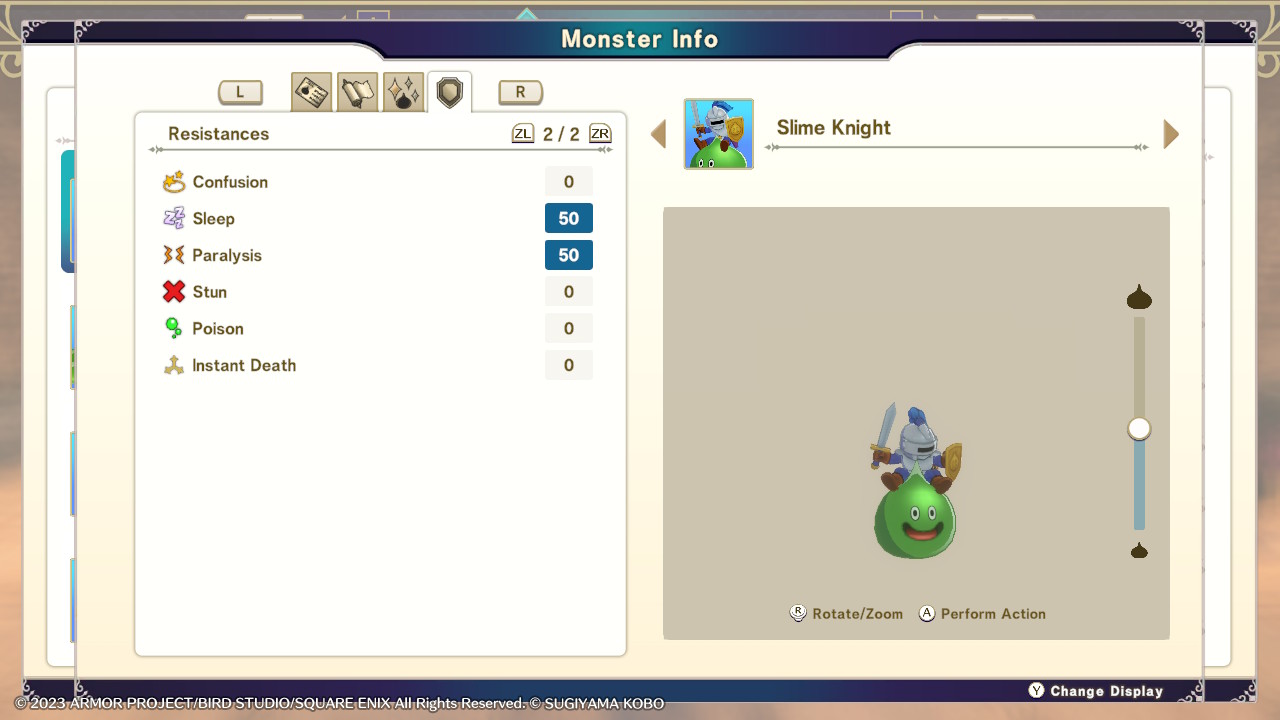 Monster Info
L
R
Resistances
ZL 2 / 2 ZR
Slime Knight
Confusion 0
Sleep 50
Paralysis 50
Stun 0
Poison 0
Instant Death 0
R Rotate/Zoom A Perform Action
Y Change Display
© 2023 ARMOR PROJECT/BIRD STUDIO/SQUARE ENIX All Rights Reserved. © SUGIYAMA KOBO